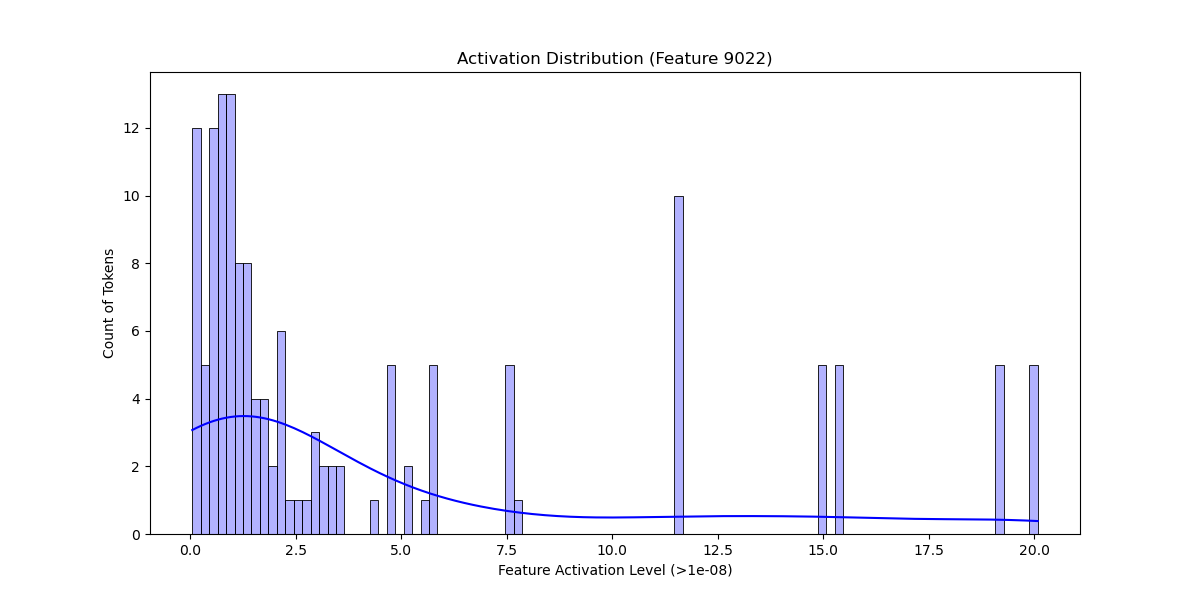 Activation Distribution (Feature 9022)
12
10
8
6
4
2
0
Count of Tokens
0.0 2.5 5.0 7.5 10.0 12.5 15.0 17.5 20.0
Feature Activation Level (>1e-08)